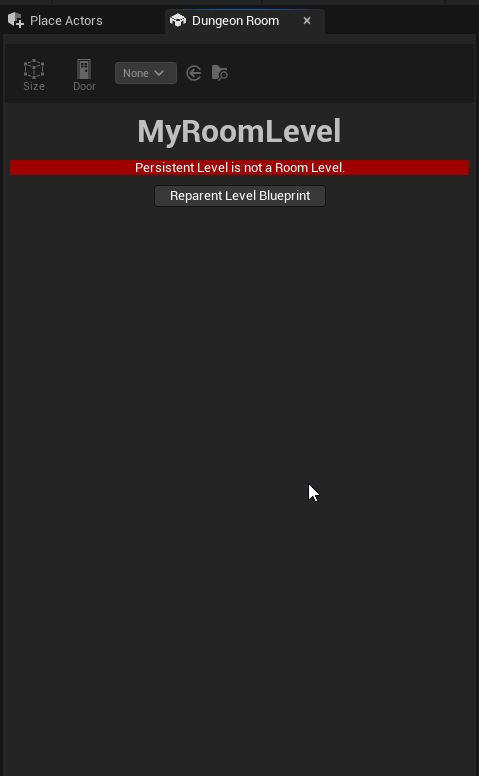 Place Actors
Dungeon Room
Size
Door
None
MyRoomLevel
Persistent Level is not a Room Level.
Reparent Level Blueprint